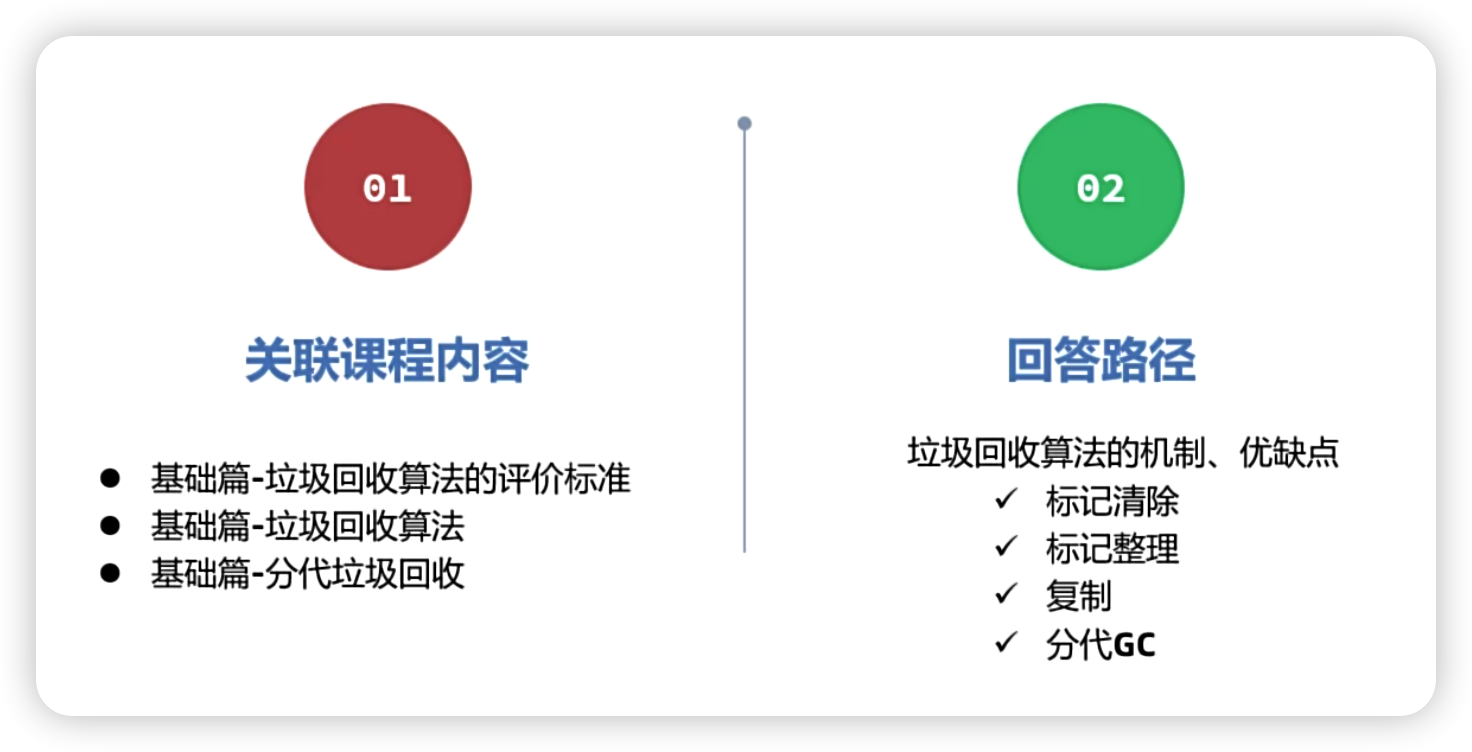 01
关联课程内容
● 基础篇-垃圾回收算法的评价标准
● 基础篇-垃圾回收算法
● 基础篇-分代垃圾回收
02
回答路径
垃圾回收算法的机制、优缺点
✓ 标记清除
✓ 标记整理
✓ 复制
✓ 分代GC